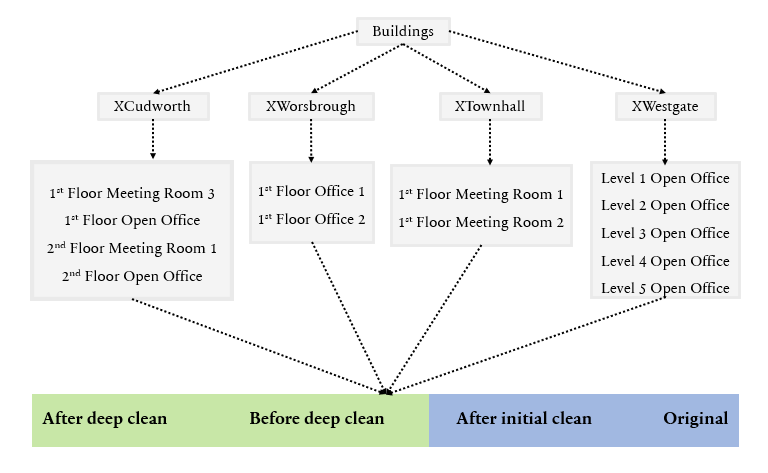 Buildings
XCudworth
XWorsbrough
XTownhall
XWestgate
1st Floor Meeting Room 3
1st Floor Open Office
2nd Floor Meeting Room 1
2nd Floor Open Office
1st Floor Office 1
1st Floor Office 2
1st Floor Meeting Room 1
1st Floor Meeting Room 2
Level 1 Open Office
Level 2 Open Office
Level 3 Open Office
Level 4 Open Office
Level 5 Open Office
After deep clean
Before deep clean
After initial clean
Original